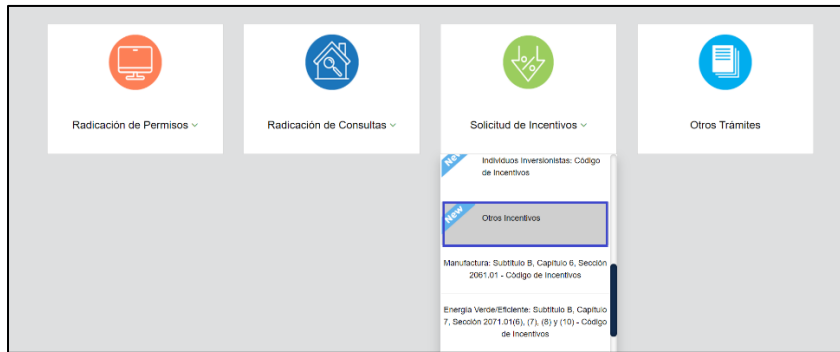 Radicación de Permisos
Radicación de Consultas
Solicitud de Incentivos
Otros Trámites
New
Individuos Inversionistas: Código
de Incentivos
New
Otros Incentivos
Manufactura: Subtítulo B, Capítulo 6, Sección
2061.01 - Código de Incentivos
Energía Verde/Eficiente: Subtítulo B, Capítulo
7, Sección 2071.01(6), (7), (8) y (10) - Código
de Incentivos